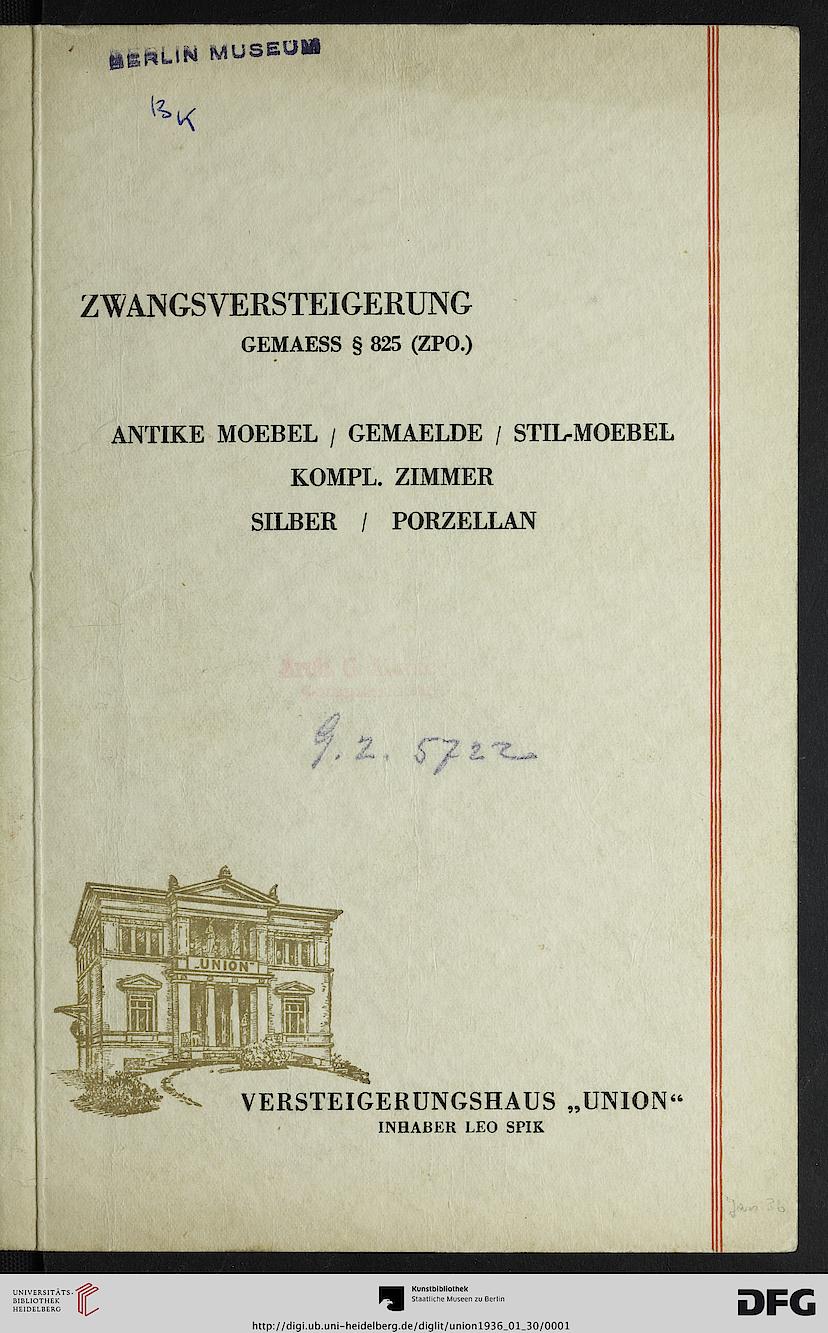 BERLIN MUSEUM
BK
ZWANGSVERSTEIGERUNG
GEMAESS § 825 (ZPO.)
ANTIKE MOEBEL / GEMAELDE / STIL-MOEBEL
KOMPL. ZIMMER
SILBER / PORZELLAN
9.2. 5722
„UNION"
VERSTEIGERUNGSHAUS „UNION“
INHABER LEO SPIK
Jan 36
UNIVERSITÄTS-
BIBLIOTHEK
HEIDELBERG
Kunstbibliothek
Staatliche Museen zu Berlin
DFG
http://digi.ub.uni-heidelberg.de/diglit/union1936_01_30/0001